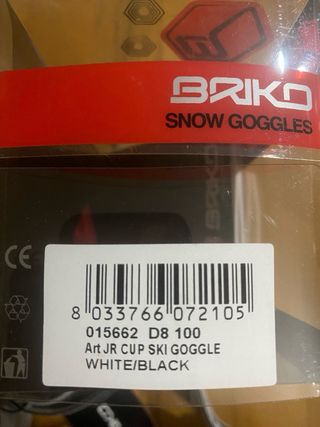 BRIKO
SNOW GOGGLES
CE
8 033766 072105
015662 D8 100
Art JR CUP SKI GOGGLE
WHITE/BLACK